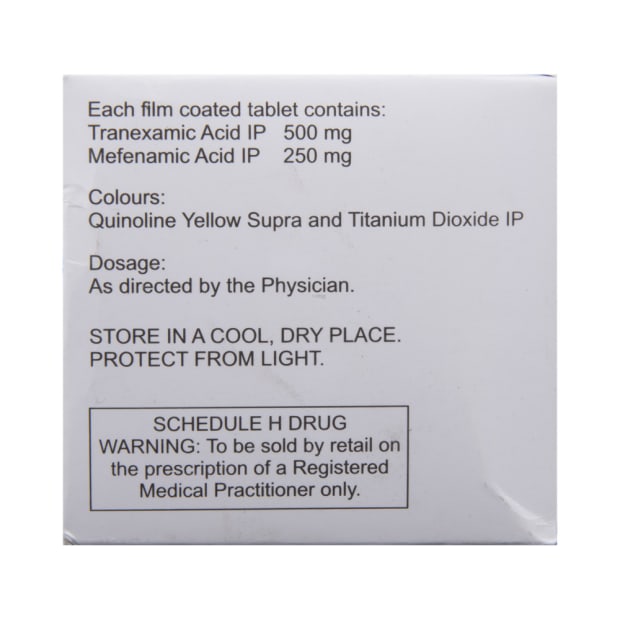 Each film coated tablet contains:
Tranexamic Acid IP 500 mg
Mefenamic Acid IP 250 mg
Colours:
Quinoline Yellow Supra and Titanium Dioxide IP
Dosage:
As directed by the Physician.
STORE IN A COOL, DRY PLACE.
PROTECT FROM LIGHT.
SCHEDULE H DRUG
WARNING: To be sold by retail on
the prescription of a Registered
Medical Practitioner only.